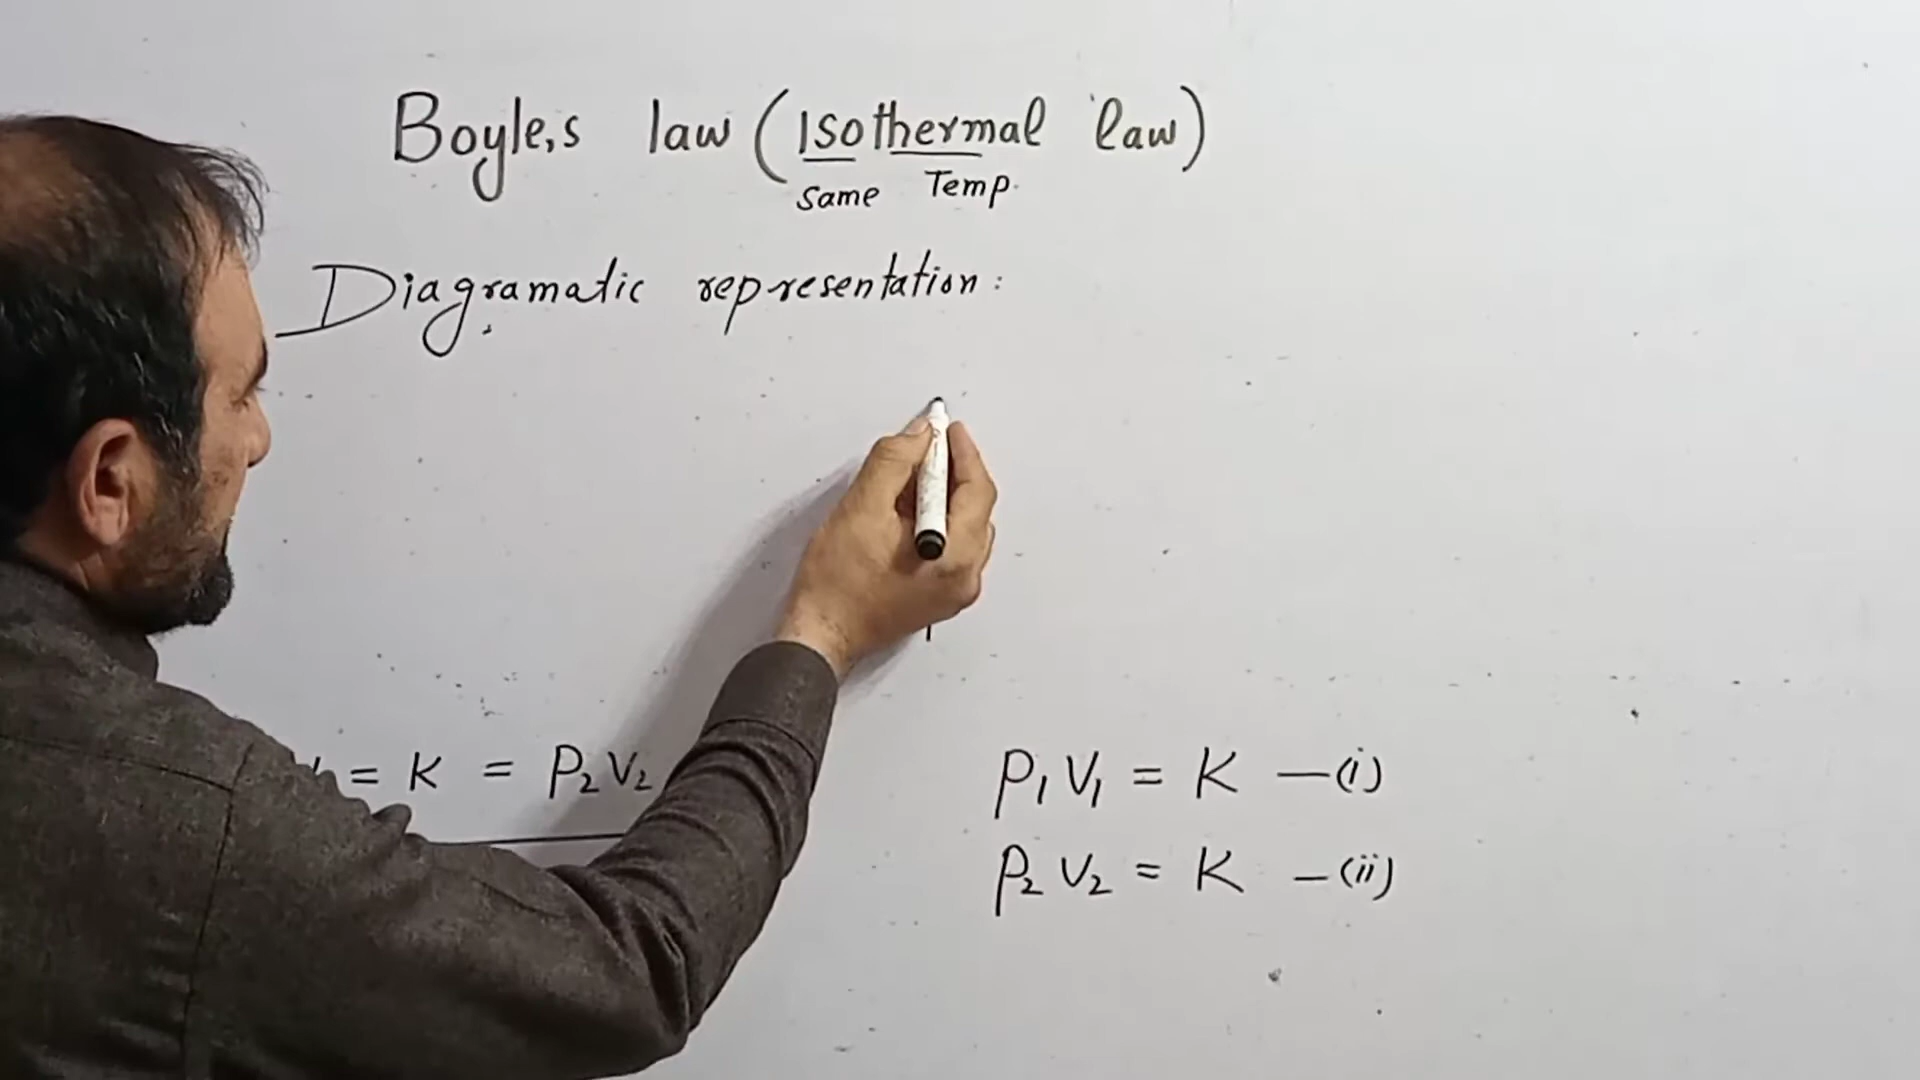 Boyle,s law (Isothermal law)
Same Temp.
Diagramatic representation:
= K = P₂V₂
P₁V₁ = K —(i)
P₂V₂ = K —(ii)